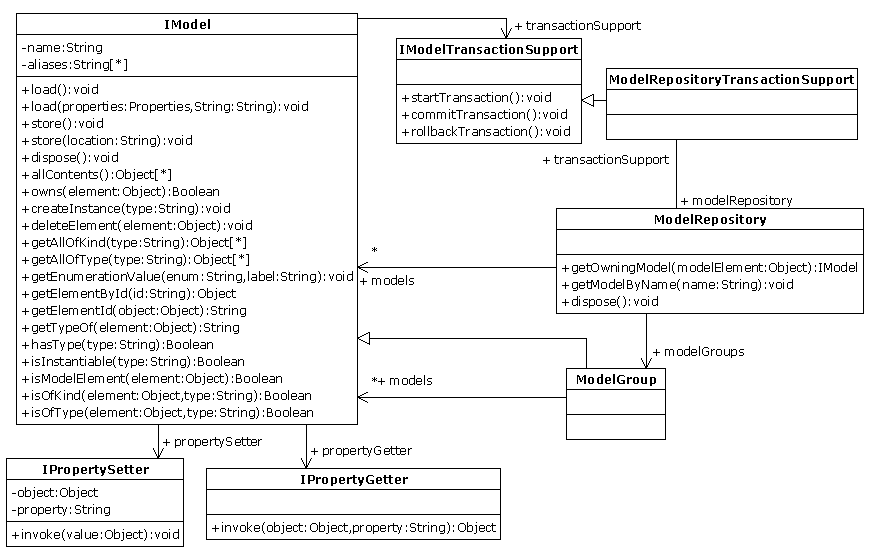 IModel
-name:String
-aliases:String[*]
+load():void
+load(properties:Properties,String:String):void
+store():void
+store(location:String):void
+dispose():void
+allContents():Object[*]
+owns(element:Object):Boolean
+createInstance(type:String):void
+deleteElement(element:Object):void
+getAllOfKind(type:String):Object[*]
+getAllOfType(type:String):Object[*]
+getEnumerationValue(enum:String,label:String):void
+getElementById(id:String):Object
+getElementId(object:Object):String
+getTypeOf(element:Object):String
+hasType(type:String):Boolean
+isInstantiable(type:String):Boolean
+isModelElement(element:Object):Boolean
+isOfKind(element:Object,type:String):Boolean
+isOfType(element:Object,type:String):Boolean
+ transactionSupport
IModelTransactionSupport
+startTransaction():void
+commitTransaction():void
+rollbackTransaction():void
ModelRepositoryTransactionSupport
+ transactionSupport
+ modelRepository
ModelRepository
+getOwningModel(modelElement:Object):IModel
+getModelByName(name:String):void
+dispose():void
*
+ models
+ modelGroups
ModelGroup
*+ models
+ propertySetter
IPropertySetter
-object:Object
-property:String
+invoke(value:Object):void
+ propertyGetter
IPropertyGetter
+invoke(object:Object,property:String):Object